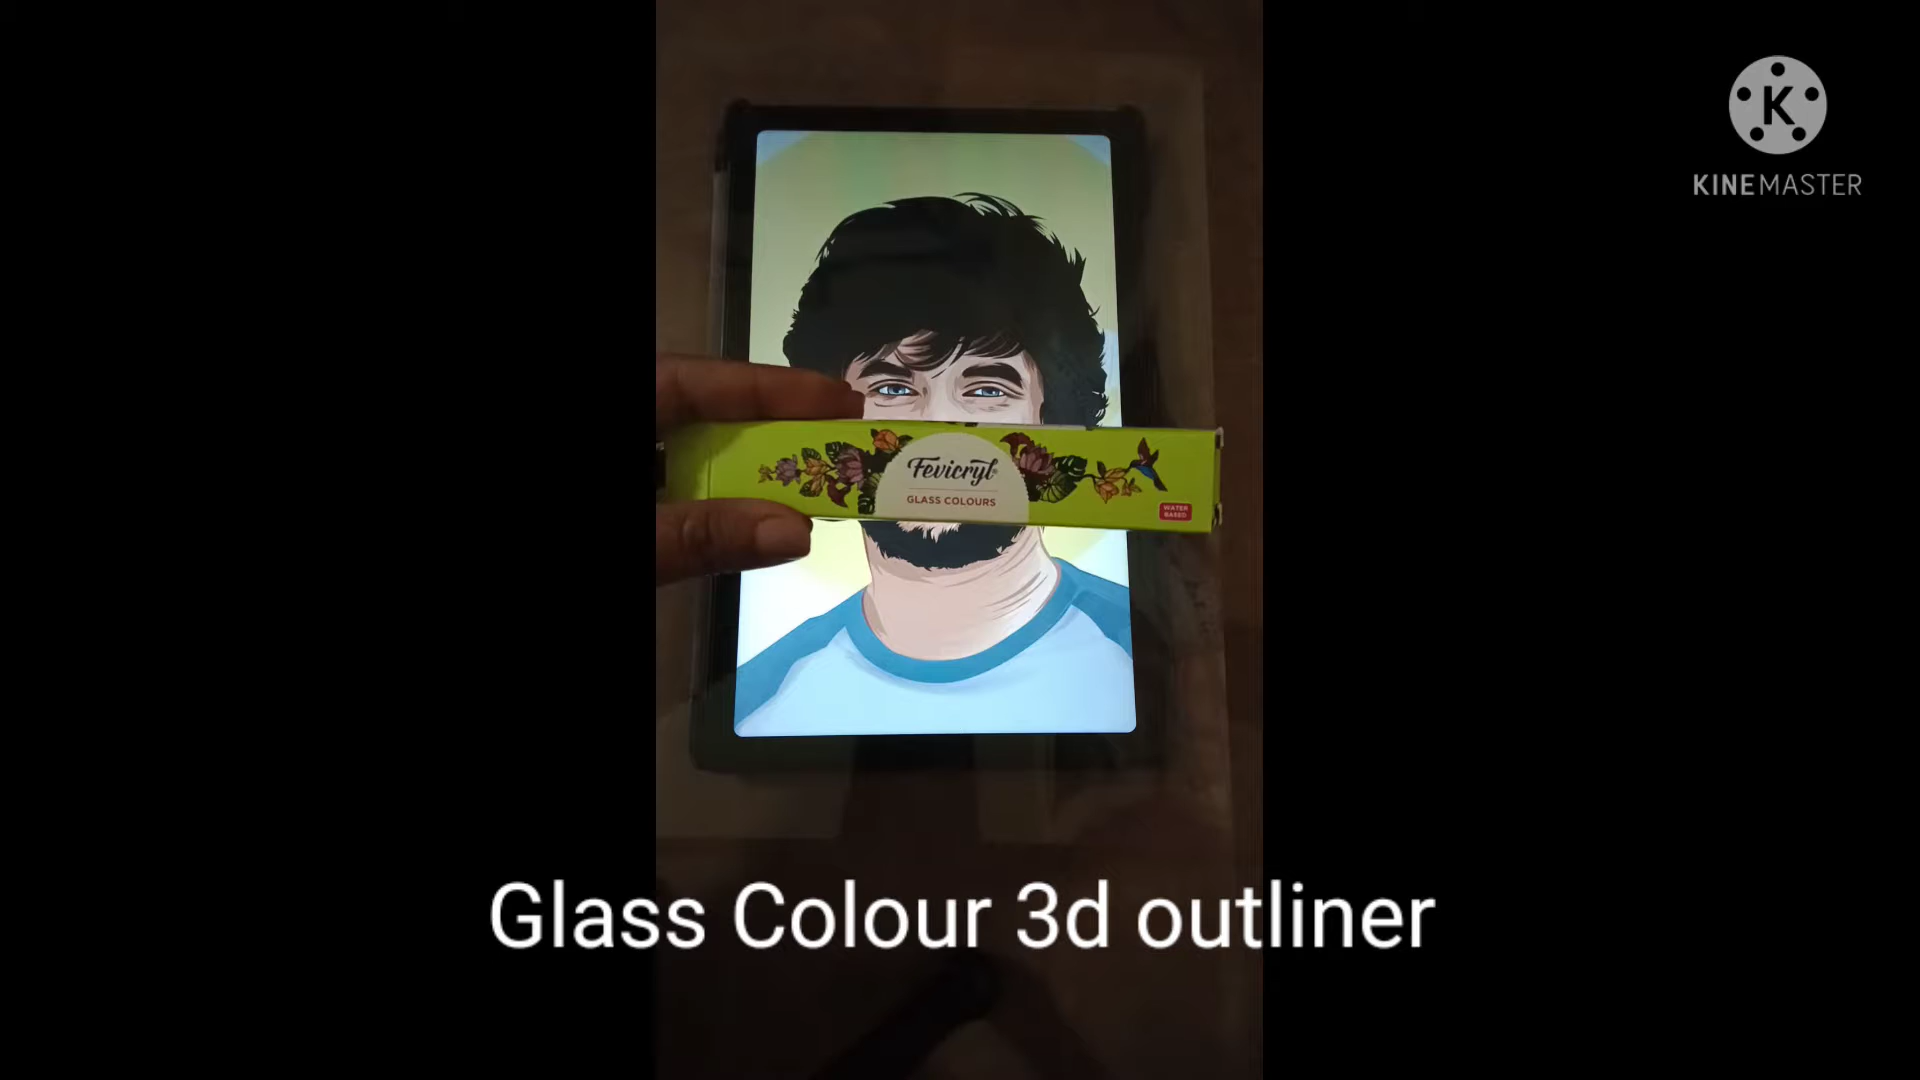 KINEMASTER
Fevicryl®
GLASS COLOURS
WATER
BASED
Glass Colour 3d outliner